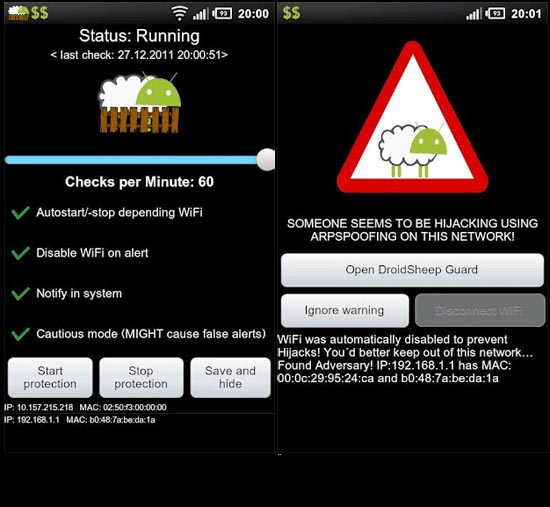 $$
93
20:00
Status: Running
< last check: 27.12.2011 20:00:51>
Checks per Minute: 60
Autostart/-stop depending WiFi
Disable WiFi on alert
Notify in system
Cautious mode (MIGHT cause false alerts)
Start
protection
Stop
protection
Save and
hide
IP: 10.157.215.218 MAC: 02:50:f3:00:00:00
IP: 192.168.1.1 MAC: b0:48:7a:be:da:1a
$$
93
20:01
SOMEONE SEEMS TO BE HIJACKING USING
ARPSPOOFING ON THIS NETWORK!
Open DroidSheep Guard
Ignore warning
Disconnect WiFi
WiFi was automatically disabled to prevent
Hijacks! You´d better keep out of this network...
Found Adversary! IP:192.168.1.1 has MAC:
00:0c:29:95:24:ca and b0:48:7a:be:da:1a